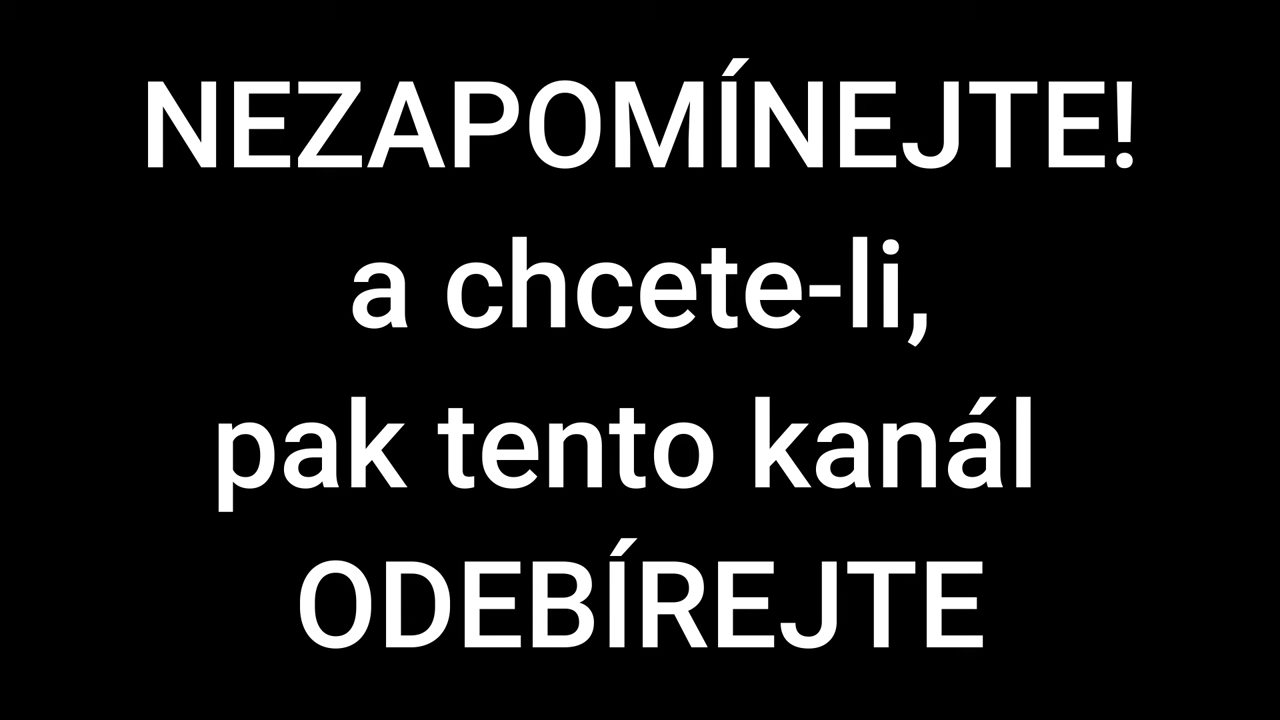 NEZAPOMÍNEJTE!
a chcete-li,
pak tento kanál
ODEBÍREJTE